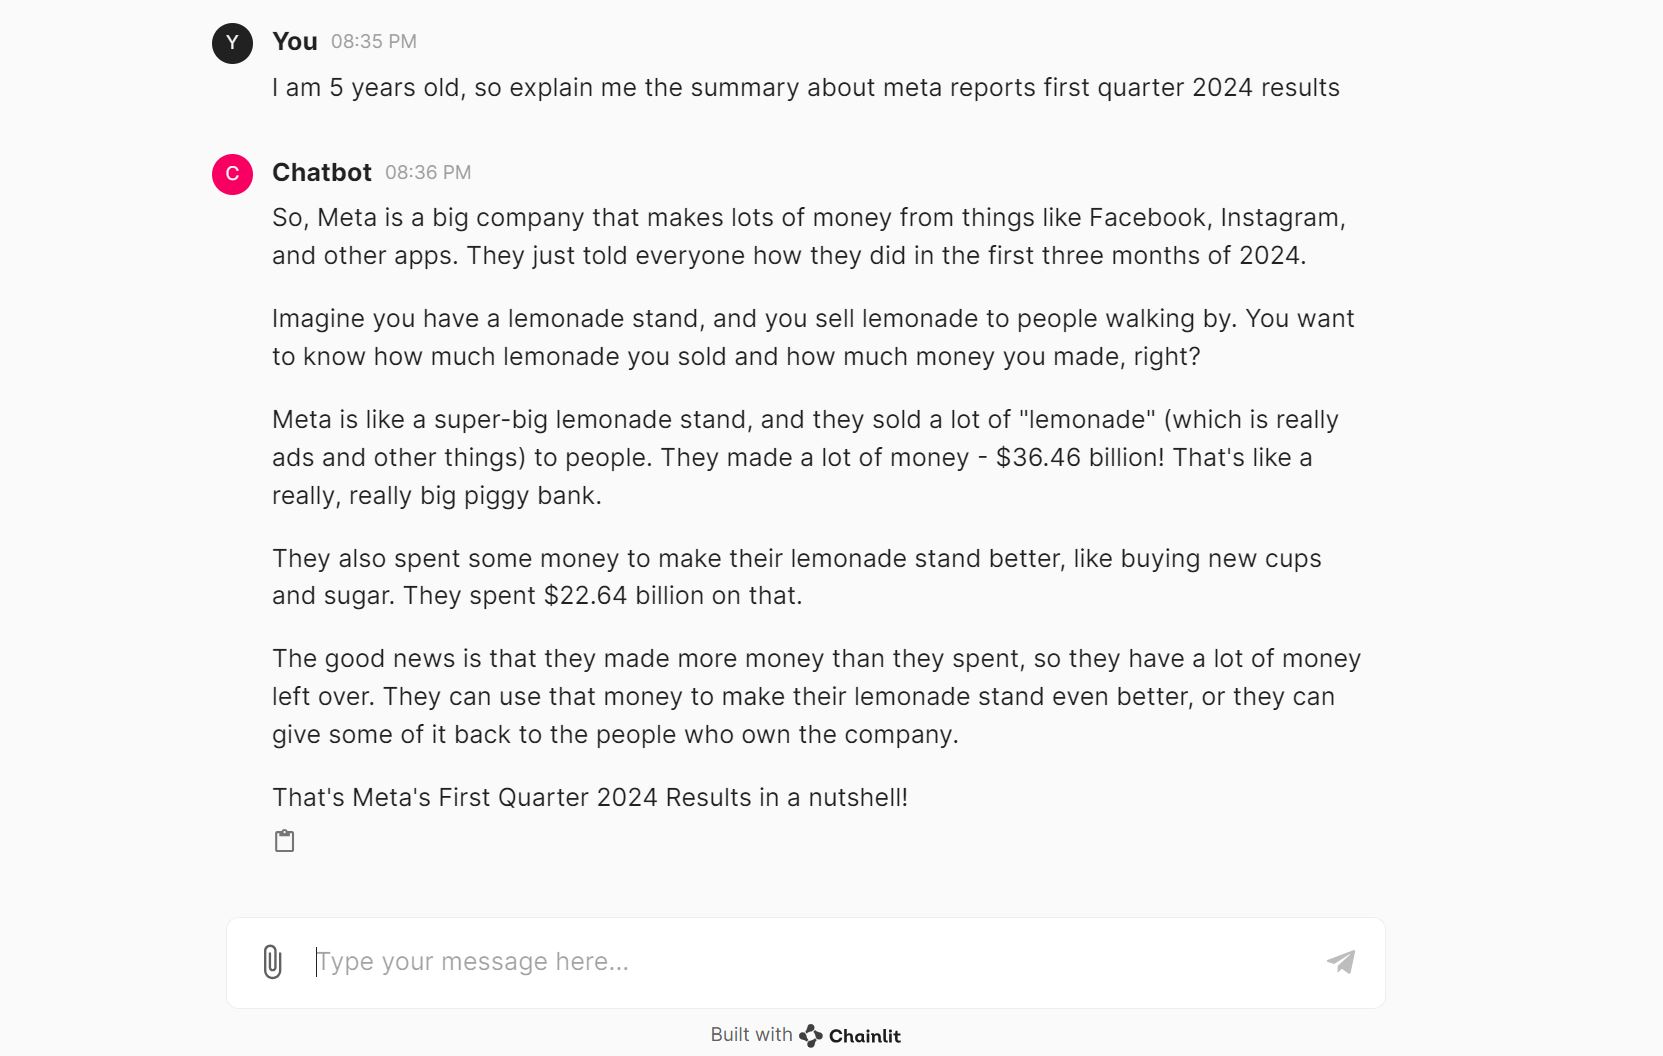 Y You 08:35 PM
I am 5 years old, so explain me the summary about meta reports first quarter 2024 results
C Chatbot 08:36 PM
So, Meta is a big company that makes lots of money from things like Facebook, Instagram,
and other apps. They just told everyone how they did in the first three months of 2024.
Imagine you have a lemonade stand, and you sell lemonade to people walking by. You want
to know how much lemonade you sold and how much money you made, right?
Meta is like a super-big lemonade stand, and they sold a lot of "lemonade" (which is really
ads and other things) to people. They made a lot of money - $36.46 billion! That's like a
really, really big piggy bank.
They also spent some money to make their lemonade stand better, like buying new cups
and sugar. They spent $22.64 billion on that.
The good news is that they made more money than they spent, so they have a lot of money
left over. They can use that money to make their lemonade stand even better, or they can
give some of it back to the people who own the company.
That's Meta's First Quarter 2024 Results in a nutshell!
Type your message here...
Built with Chainlit